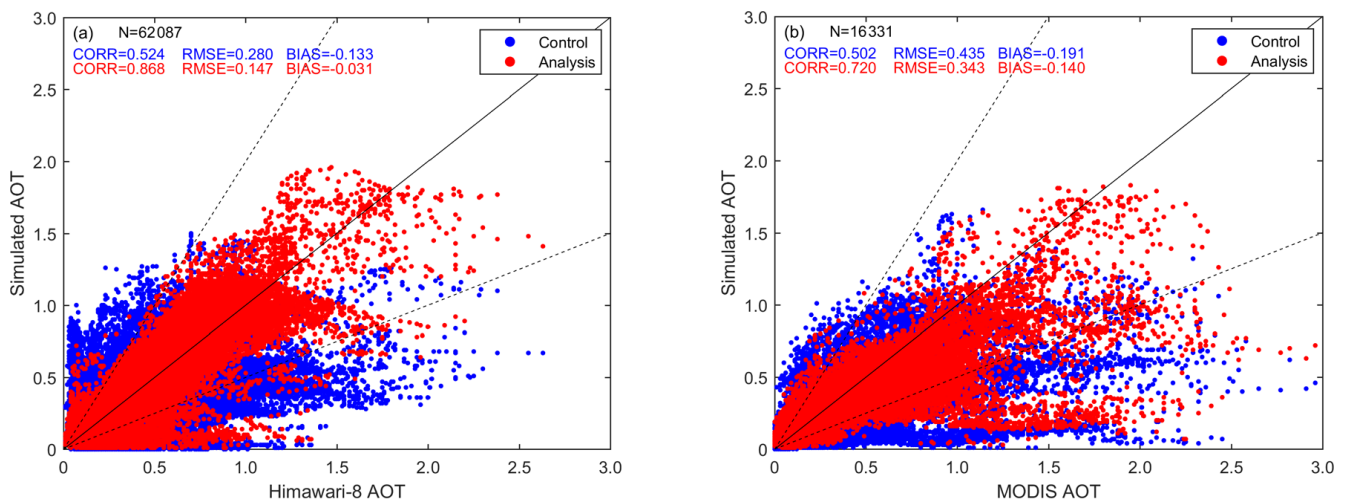 (a) N=62087
CORR=0.524 RMSE=0.280 BIAS=-0.133
CORR=0.868 RMSE=0.147 BIAS=-0.031
Control
Analysis
3.0
2.5
2.0
1.5
1.0
0.5
0
Simulated AOT
0 0.5 1.0 1.5 2.0 2.5 3.0
Himawari-8 AOT
(b) N=16331
CORR=0.502 RMSE=0.435 BIAS=-0.191
CORR=0.720 RMSE=0.343 BIAS=-0.140
Control
Analysis
3.0
2.5
2.0
1.5
1.0
0.5
0
Simulated AOT
0 0.5 1.0 1.5 2.0 2.5 3.0
MODIS AOT